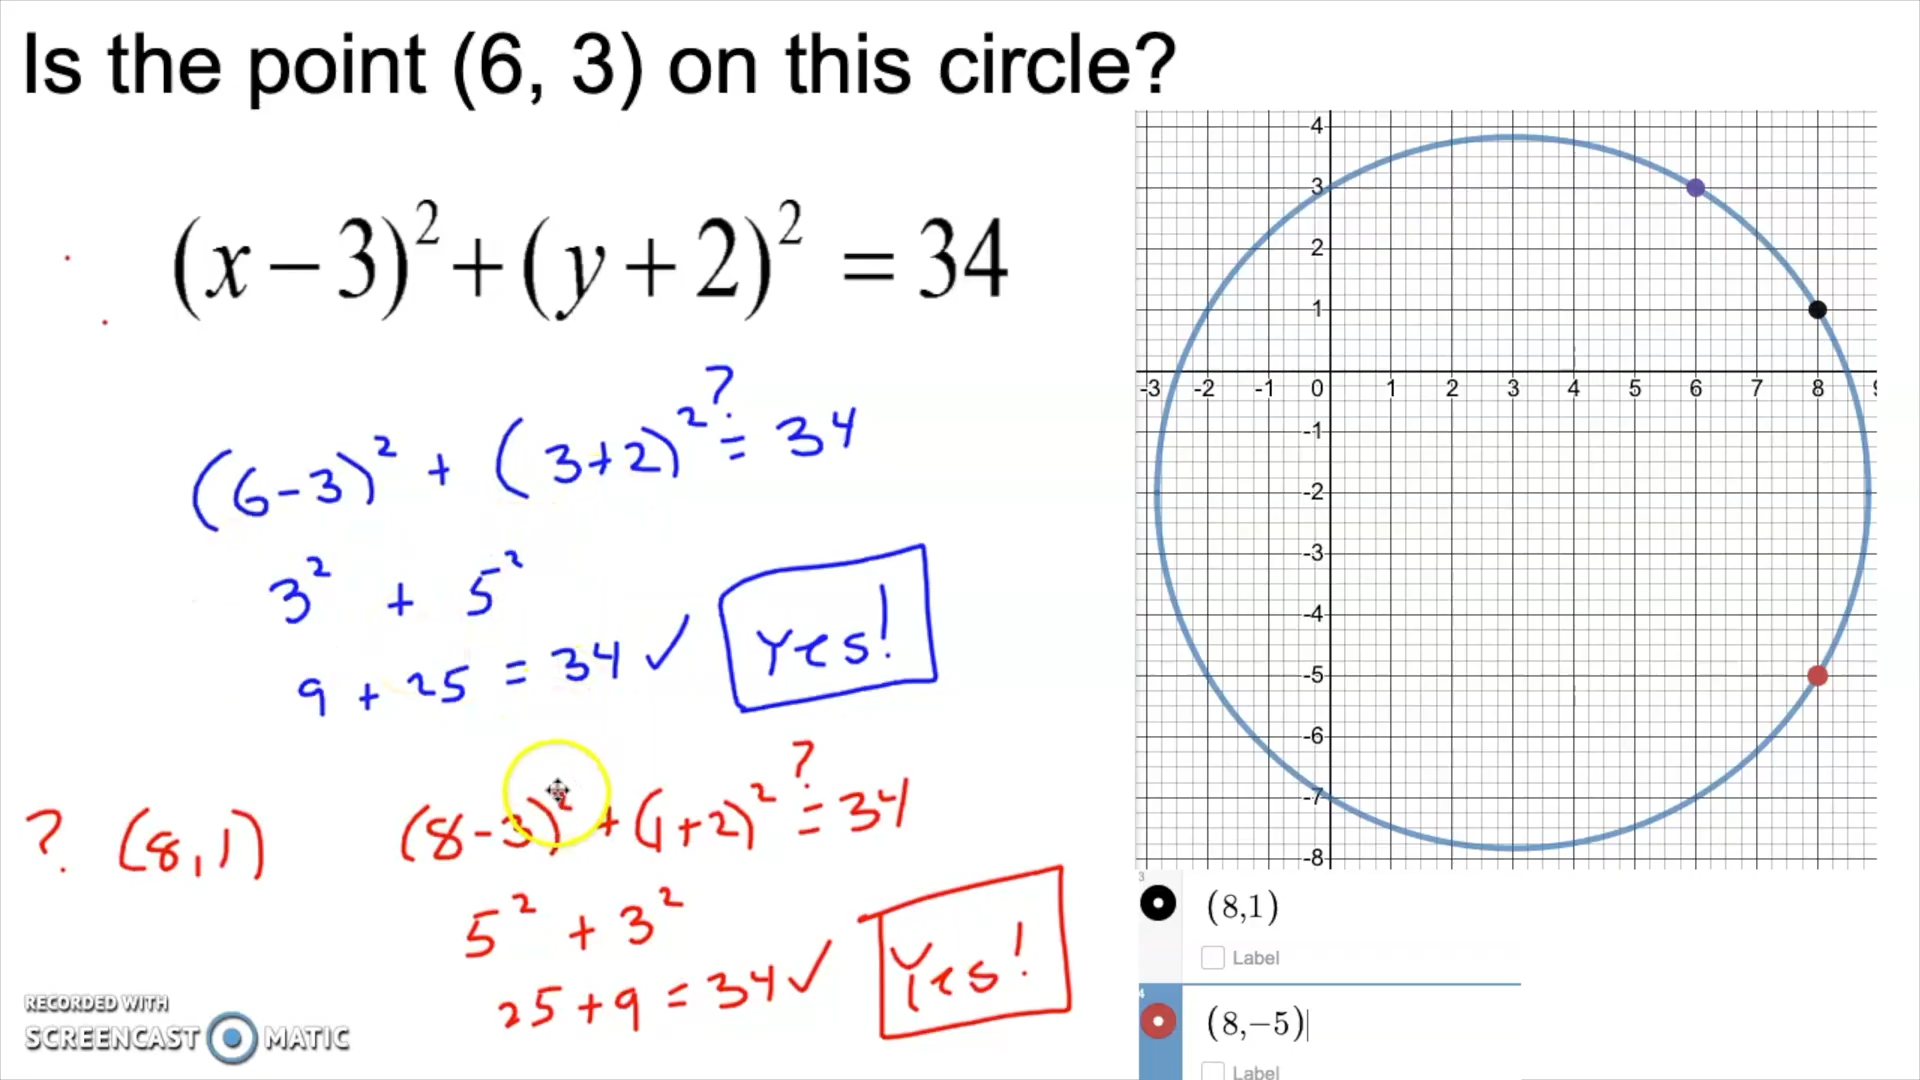 Is the point (6, 3) on this circle?
(x − 3)² + (y + 2)² = 34
(6-3)² + (3+2)² ?= 34
3² + 5²
9 + 25 = 34 ✓ Yes!
? (8,1) (8-3)² + (1+2)² ?= 34
5² + 3²
25 + 9 = 34 ✓ Yes!
RECORDED WITH
SCREENCAST MATIC
4
3
2
1
-3 -2 -1 0 1 2 3 4 5 6 7 8
-1
-2
-3
-4
-5
-6
-7
-8
3
(8,1)
Label
4
(8,−5)
Label